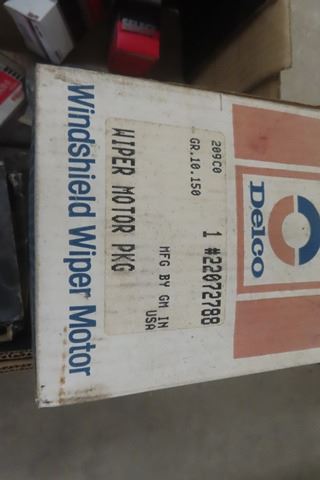 Delco
209C0
GR.10.150
1 #22072788
MFG BY GM IN
USA
WIPER MOTOR PKG
Windshield Wiper Motor